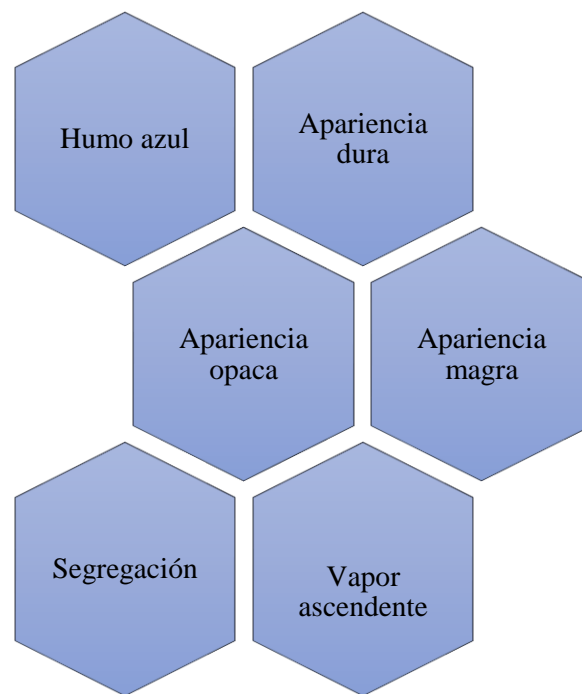 Humo azul
Apariencia
dura
Apariencia
opaca
Apariencia
magra
Segregación
Vapor
ascendente